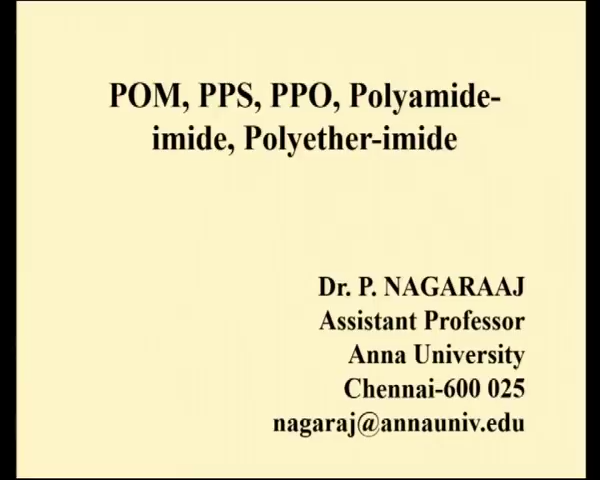 POM, PPS, PPO, Polyamide-
imide, Polyether-imide
Dr. P. NAGARAAJ
Assistant Professor
Anna University
Chennai-600 025
nagaraj@annauniv.edu